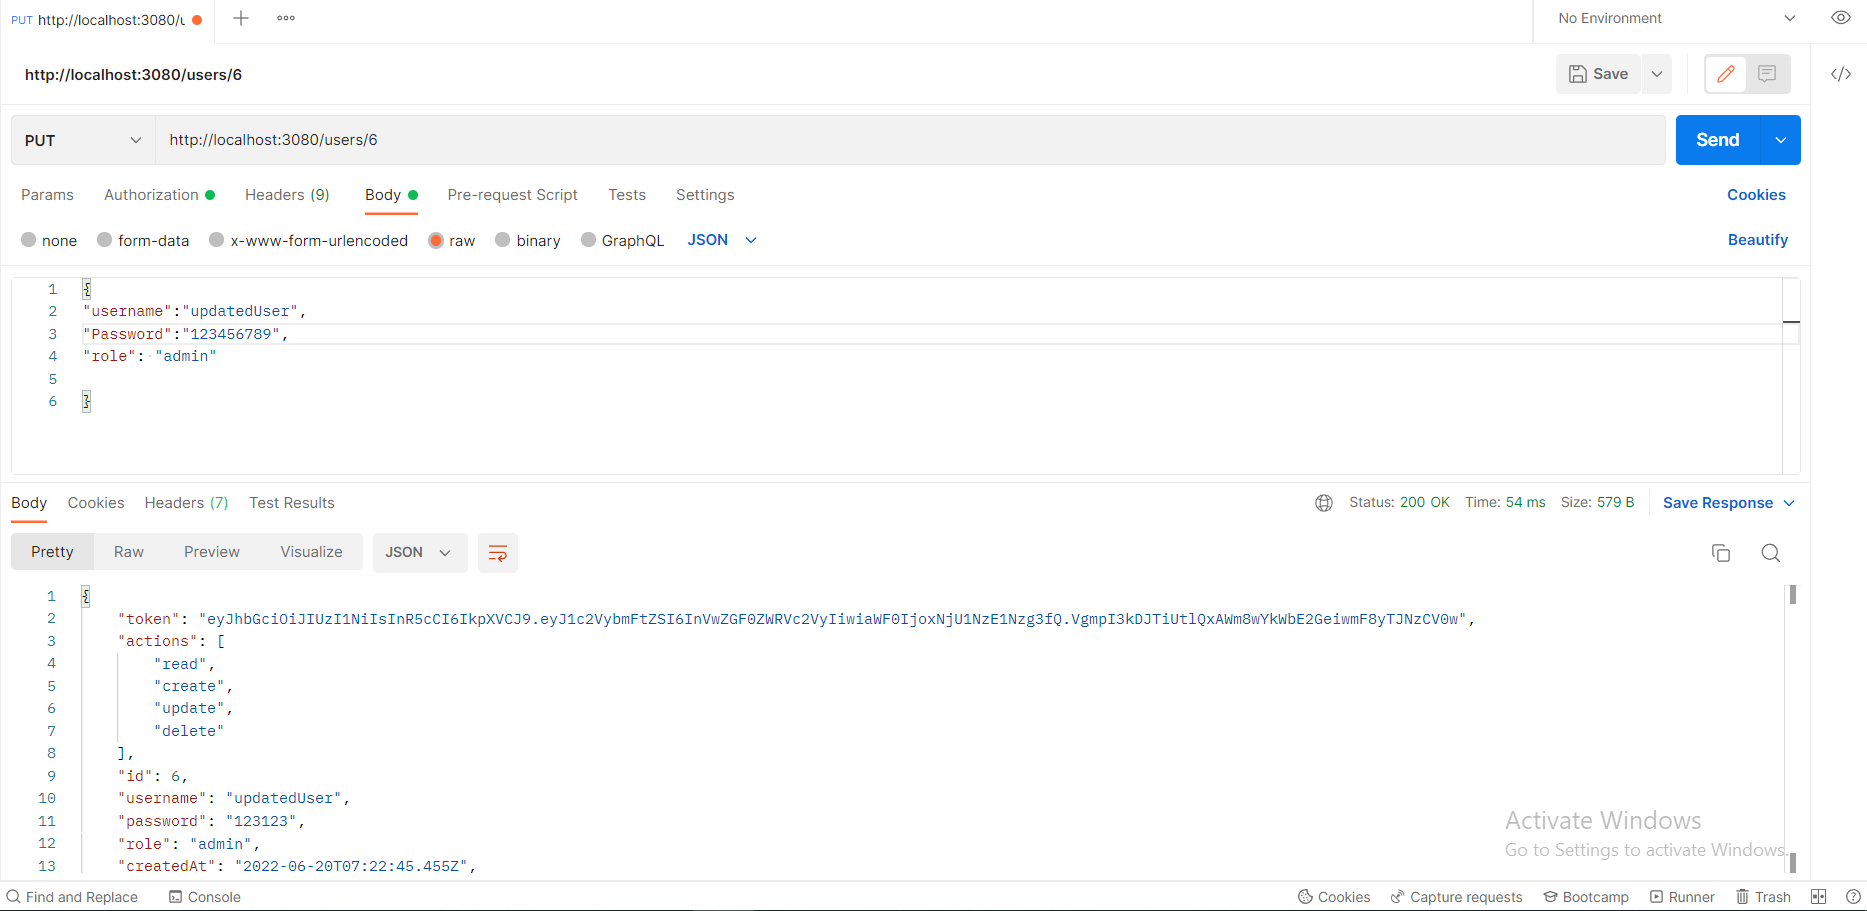 PUT http://localhost:3080/u
No Environment
http://localhost:3080/users/6
Save
PUT
http://localhost:3080/users/6
Send
Params Authorization Headers (9) Body Pre-request Script Tests Settings Cookies
none form-data x-www-form-urlencoded raw binary GraphQL JSON Beautify
1 {
2 "username":"updatedUser",
3 "Password":"123456789",
4 "role": "admin"
5
6 }
Body Cookies Headers (7) Test Results Status: 200 OK Time: 54 ms Size: 579 B Save Response
Pretty Raw Preview Visualize JSON
1 {
2 "token": "eyJhbGciOiJIUzI1NiIsInR5cCI6IkpXVCJ9.eyJ1c2VybmFtZSI6InVwZGF0ZWRVc2VyIiwiaWF0IjoxNjU1NzE1Nzg3fQ.VgmpI3kDJTiUtlQxAWm8wYkWbE2GeiwmF8yTJNzCV0w",
3 "actions": [
4 "read",
5 "create",
6 "update",
7 "delete"
8 ],
9 "id": 6,
10 "username": "updatedUser",
11 "password": "123123",
12 "role": "admin",
13 "createdAt": "2022-06-20T07:22:45.455Z",
Activate Windows
Go to Settings to activate Windows.
Find and Replace Console Cookies Capture requests Bootcamp Runner Trash